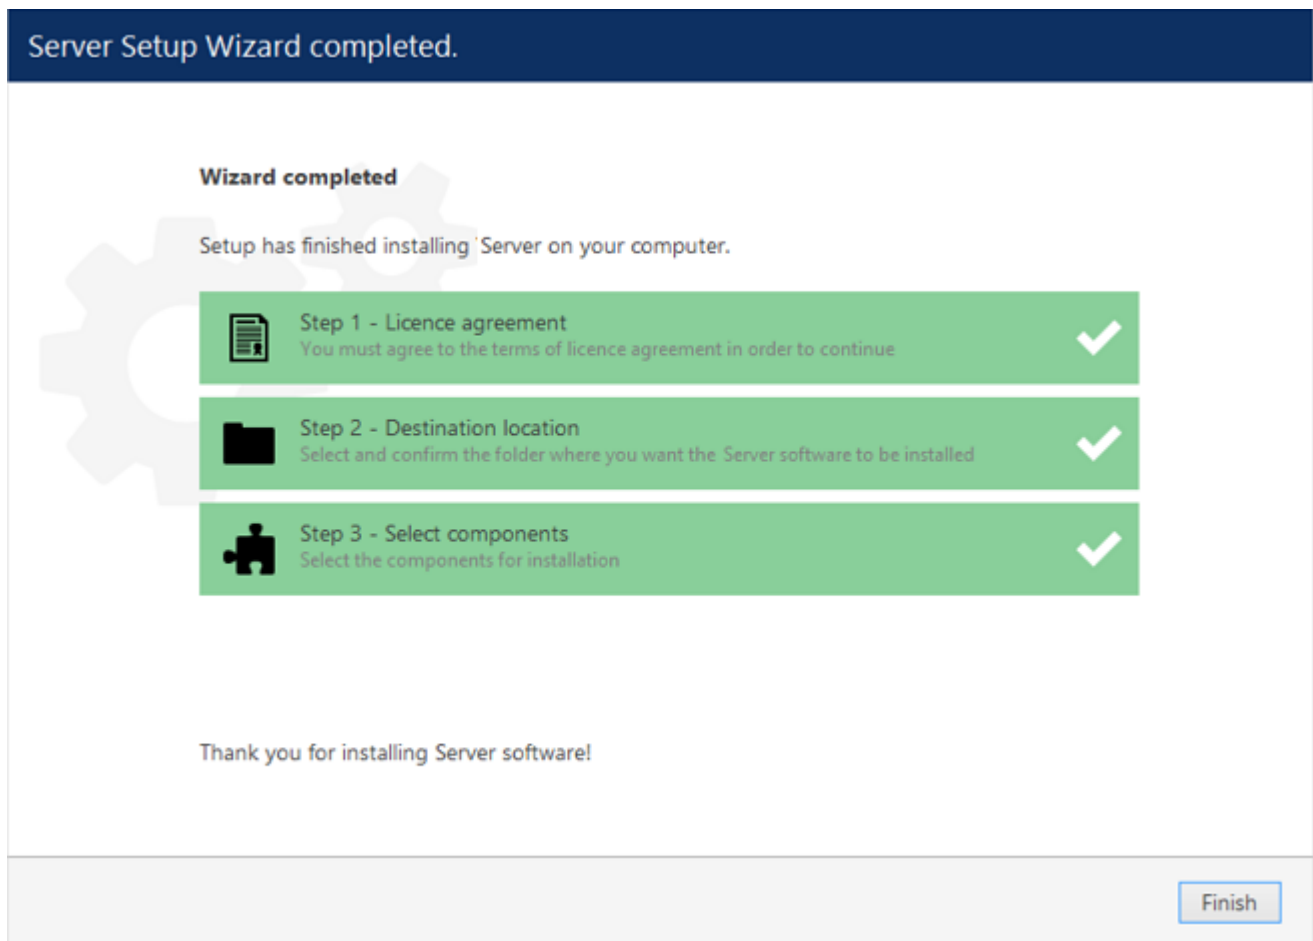 Server Setup Wizard completed.
Wizard completed
Setup has finished installing Server on your computer.
Step 1 - Licence agreement
You must agree to the terms of licence agreement in order to continue
Step 2 - Destination location
Select and confirm the folder where you want the Server software to be installed
Step 3 - Select components
Select the components for installation
Thank you for installing Server software!
Finish